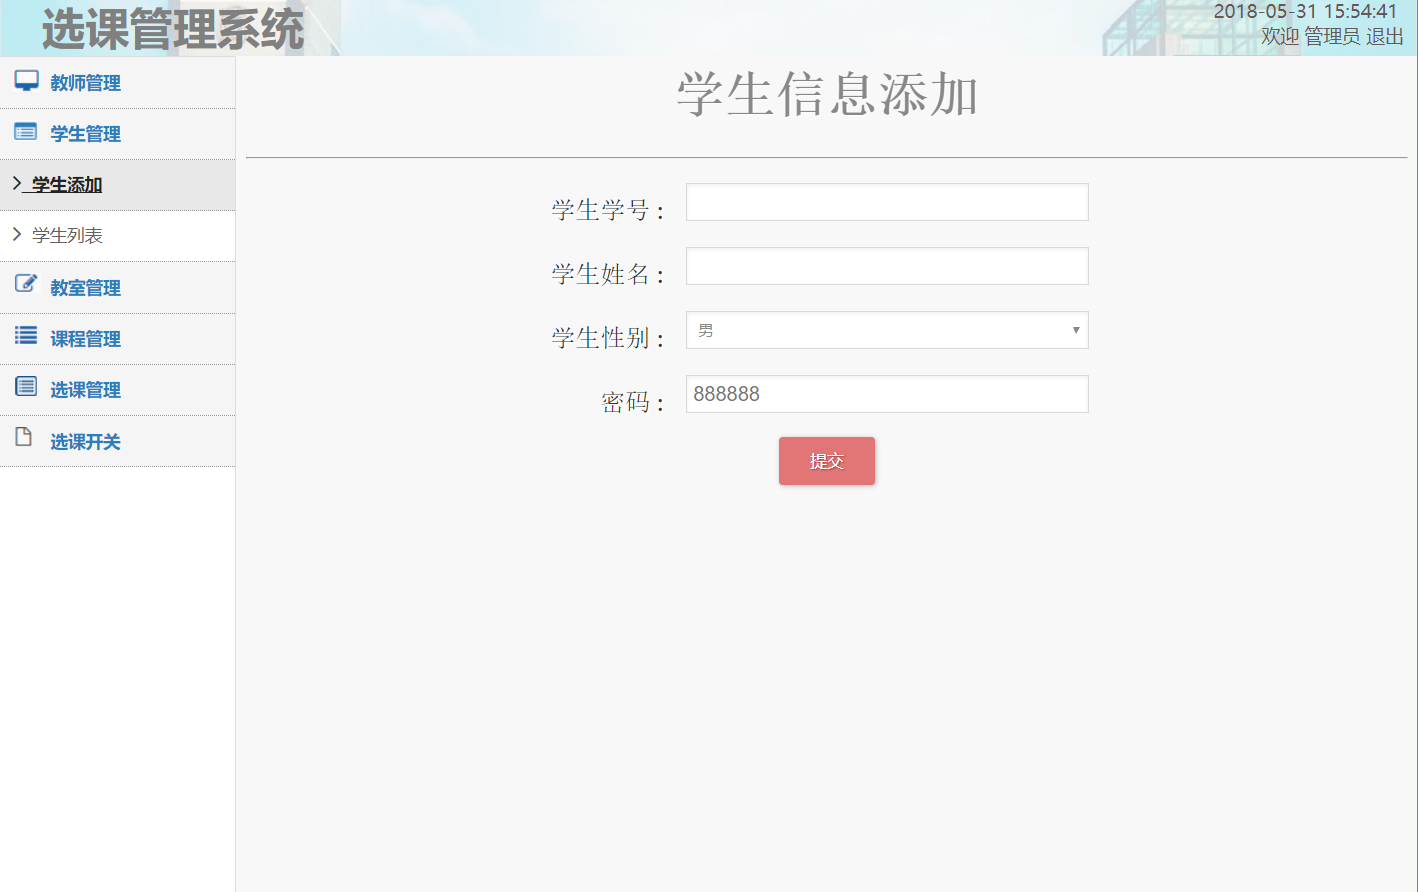 选课管理系统
2018-05-31 15:54:41
欢迎 管理员 退出
教师管理
学生管理
学生添加
学生列表
教室管理
课程管理
选课管理
选课开关
学生信息添加
学生学号：
学生姓名：
学生性别： 男
密码： 888888
提交